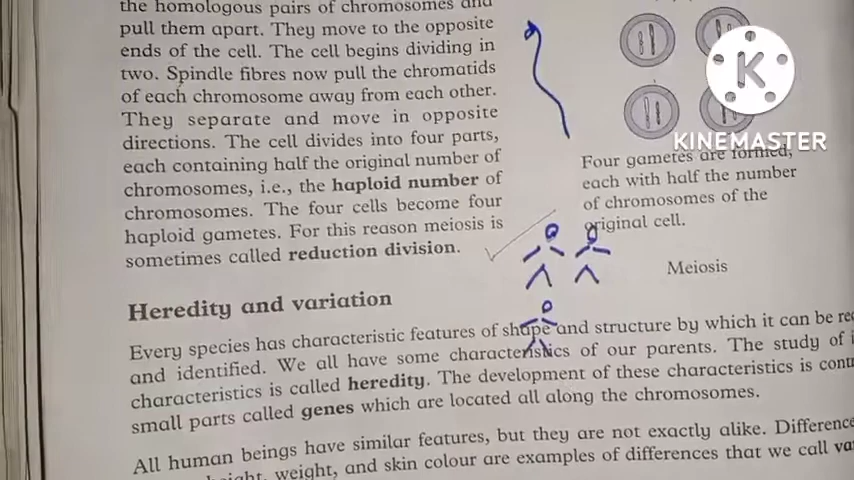 the homologous pairs of chromosomes and
pull them apart. They move to the opposite
ends of the cell. The cell begins dividing in
two. Spindle fibres now pull the chromatids
of each chromosome away from each other.
They separate and move in opposite
directions. The cell divides into four parts,
each containing half the original number of
chromosomes, i.e., the haploid number of
chromosomes. The four cells become four
haploid gametes. For this reason meiosis is
sometimes called reduction division.
K
KINEMASTER
Four gametes are formed,
each with half the number
of chromosomes of the
original cell.
Meiosis
Heredity and variation
Every species has characteristic features of shape and structure by which it can be
and identified. We all have some characteristics of our parents. The study of
characteristics is called heredity. The development of these characteristics is
small parts called genes which are located all along the chromosomes.
All human beings have similar features, but they are not exactly alike.
height, weight, and skin colour are examples of differences that we call